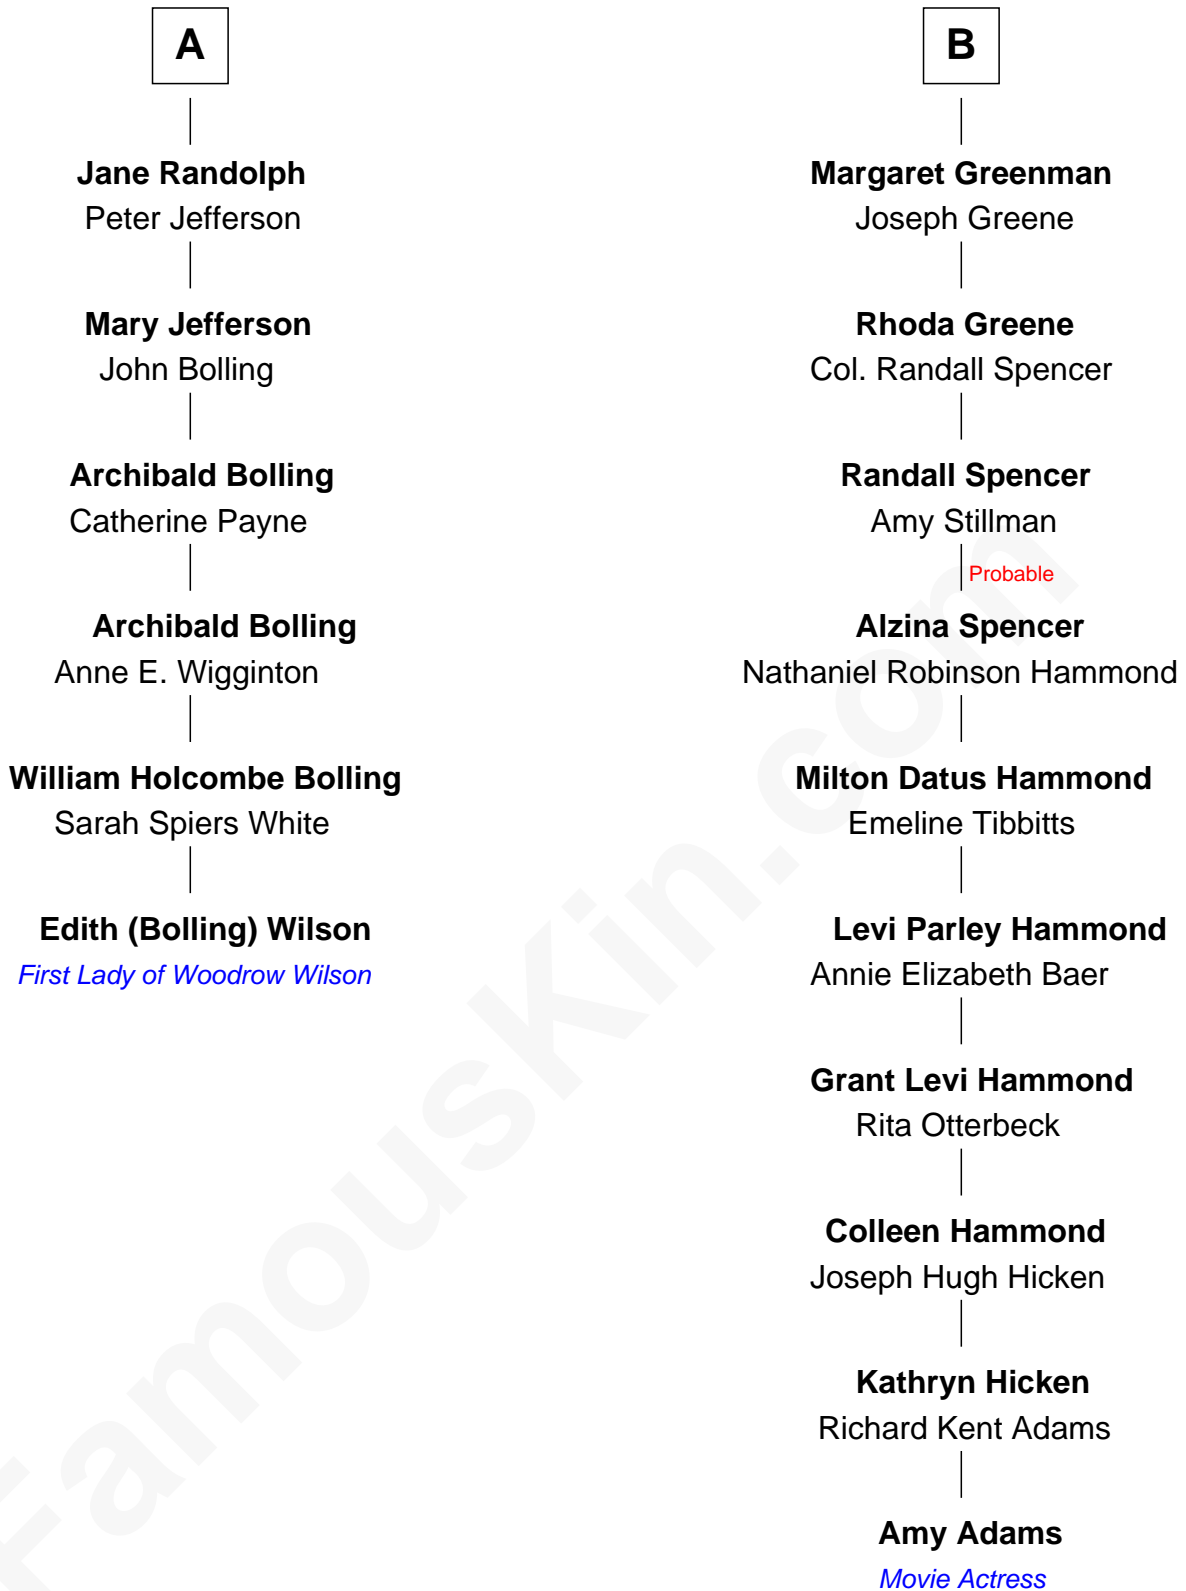 A
Jane Randolph
Peter Jefferson
Mary Jefferson
John Bolling
Archibald Bolling
Catherine Payne
Archibald Bolling
Anne E. Wigginton
William Holcombe Bolling
Sarah Spiers White
Edith (Bolling) Wilson
First Lady of Woodrow Wilson
B
Margaret Greenman
Joseph Greene
Rhoda Greene
Col. Randall Spencer
Randall Spencer
Amy Stillman
Probable
Alzina Spencer
Nathaniel Robinson Hammond
Milton Datus Hammond
Emeline Tibbitts
Levi Parley Hammond
Annie Elizabeth Baer
Grant Levi Hammond
Rita Otterbeck
Colleen Hammond
Joseph Hugh Hicken
Kathryn Hicken
Richard Kent Adams
Amy Adams
Movie Actress
FamousKin.com